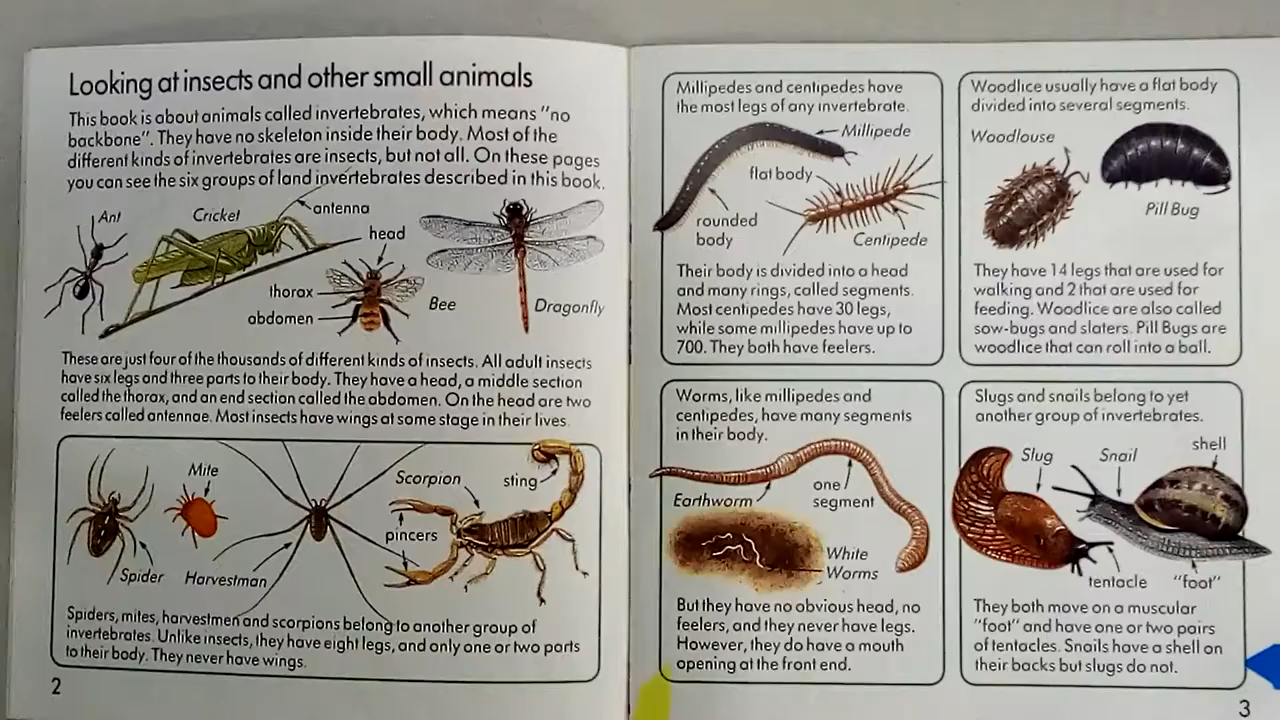 Looking at insects and other small animals
This book is about animals called invertebrates, which means "no
backbone". They have no skeleton inside their body. Most of the
different kinds of invertebrates are insects, but not all. On these pages
you can see the six groups of land invertebrates described in this book.
Ant
Cricket
antenna
head
thorax
abdomen
Bee
Dragonfly
These are just four of the thousands of different kinds of insects. All adult insects
have six legs and three parts to their body. They have a head, a middle section
called the thorax, and an end section called the abdomen. On the head are two
feelers called antennae. Most insects have wings at some stage in their lives.
Mite
Scorpion
sting
pincers
Spider
Harvestman
Spiders, mites, harvestmen and scorpions belong to another group of
invertebrates. Unlike insects, they have eight legs, and only one or two parts
to their body. They never have wings.
2
Millipedes and centipedes have
the most legs of any invertebrate.
Millipede
flat body
rounded
body
Centipede
Their body is divided into a head
and many rings, called segments.
Most centipedes have 30 legs,
while some millipedes have up to
700. They both have feelers.
Woodlice usually have a flat body
divided into several segments.
Woodlouse
Pill Bug
They have 14 legs that are used for
walking and 2 that are used for
feeding. Woodlice are also called
sow-bugs and slaters. Pill Bugs are
woodlice that can roll into a ball.
Worms, like millipedes and
centipedes, have many segments
in their body.
Earthworm
one
segment
White
Worms
But they have no obvious head, no
feelers, and they never have legs.
However, they do have a mouth
opening at the front end.
Slugs and snails belong to yet
another group of invertebrates.
Slug
Snail
shell
tentacle
"foot"
They both move on a muscular
"foot" and have one or two pairs
of tentacles. Snails have a shell on
their backs but slugs do not.
3